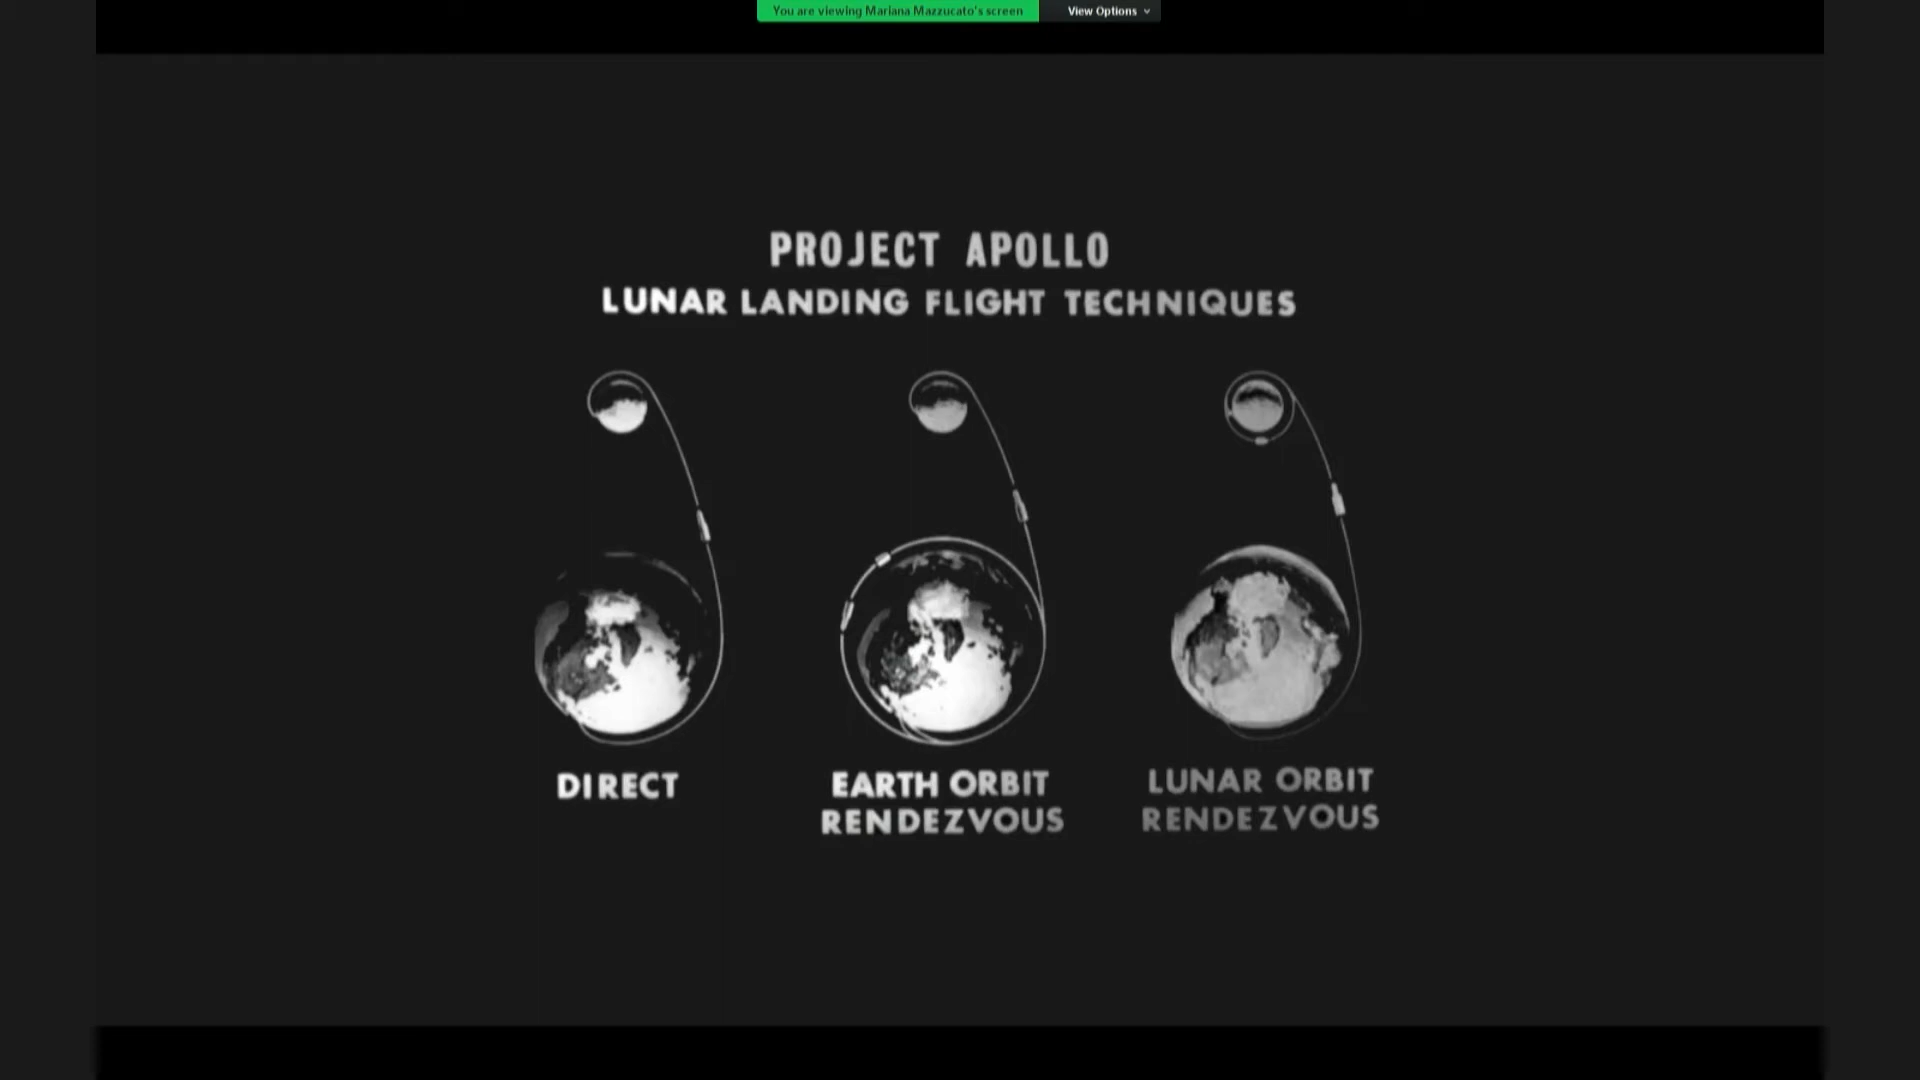 You are viewing Mariana Mazzucato's screen
View Options
PROJECT APOLLO
LUNAR LANDING FLIGHT TECHNIQUES
DIRECT
EARTH ORBIT
RENDEZVOUS
LUNAR ORBIT
RENDEZVOUS